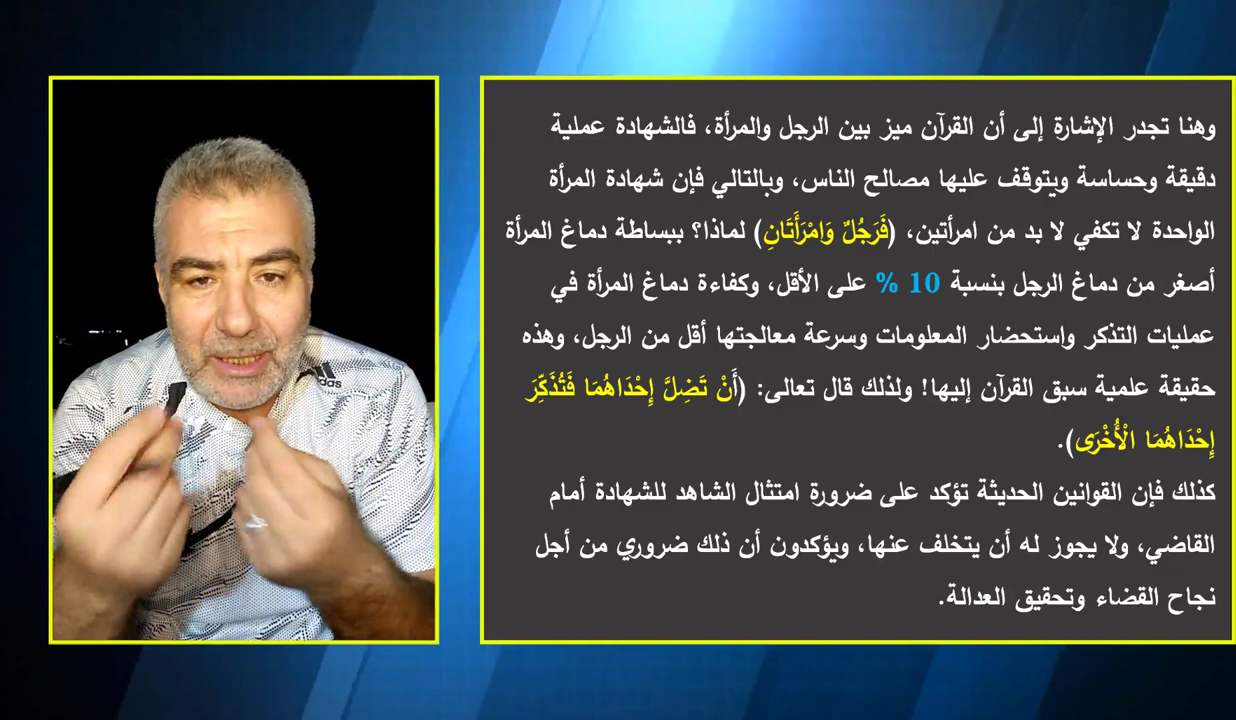 وهنا تجدر الإشارة إلى أن القرآن ميز بين الرجل والمرأة، فالشهادة عملية
دقيقة وحساسة ويتوقف عليها مصالح الناس، وبالتالي فإن شهادة المرأة
الواحدة لا تكفي لا بد من امرأتين، (فَرَجُلٌ وَامْرَأَتَانِ) لماذا؟ ببساطة دماغ المرأة
أصغر من دماغ الرجل بنسبة 10 % على الأقل، وكفاءة دماغ المرأة في
عمليات التذكر واستحضار المعلومات وسرعة معالجتها أقل من الرجل، وهذه
حقيقة علمية سبق القرآن إليها! ولذلك قال تعالى: (أَنْ تَضِلَّ إِحْدَاهُمَا فَتُذَكِّرَ
إِحْدَاهُمَا الْأُخْرَى).
كذلك فإن القوانين الحديثة تؤكد على ضرورة امتثال الشاهد للشهادة أمام
القاضي، ولا يجوز له أن يتخلف عنها، ويؤكدون أن ذلك ضروري من أجل
نجاح القضاء وتحقيق العدالة.
adidas